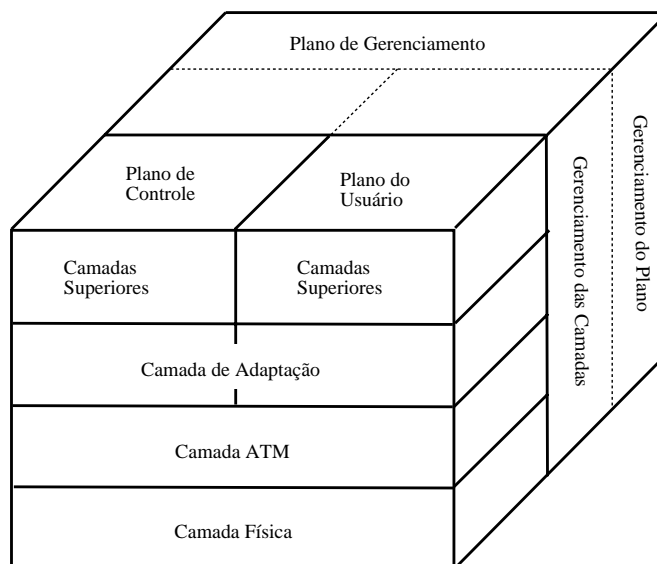 Plano de Gerenciamento
Plano de
Controle
Plano do
Usuário
Camadas
Superiores
Camadas
Superiores
Camada de Adaptação
Camada ATM
Camada Física
Gerenciamento das Camadas
Gerenciamento do Plano